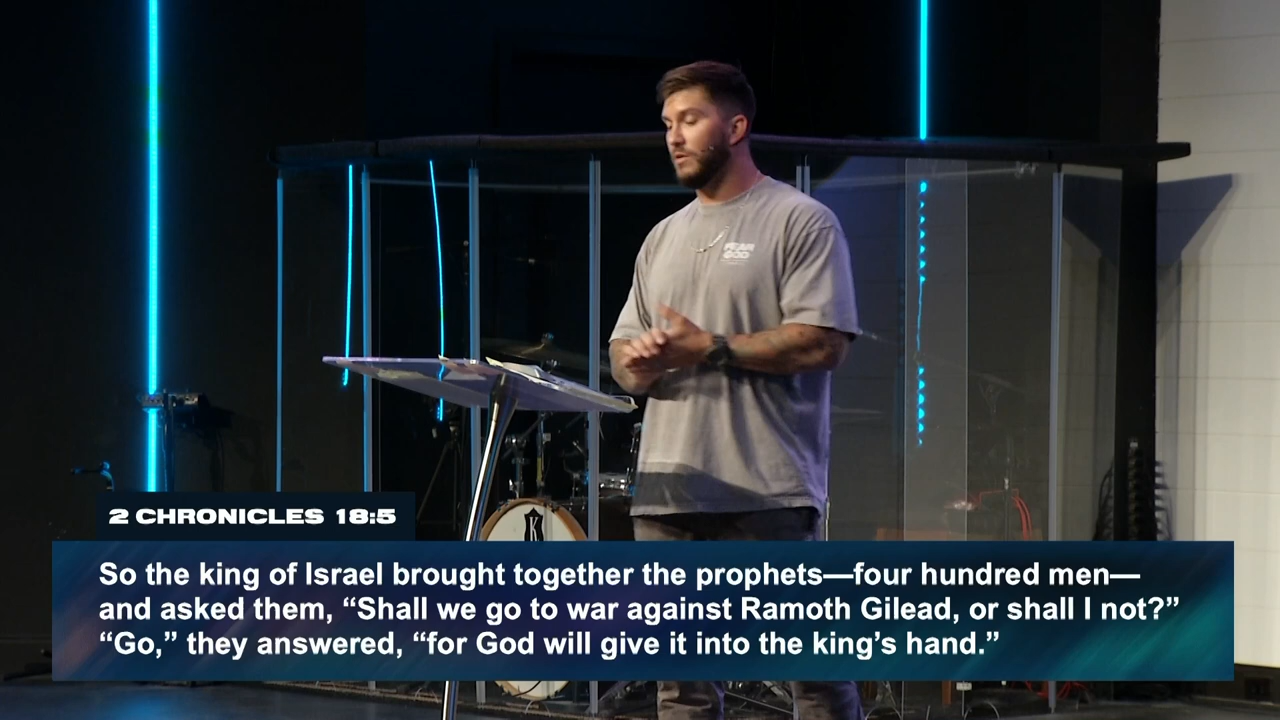 FEAR
GOD
K
2 CHRONICLES 18:5
So the king of Israel brought together the prophets—four hundred men—
and asked them, “Shall we go to war against Ramoth Gilead, or shall I not?”
“Go,” they answered, “for God will give it into the king’s hand.”